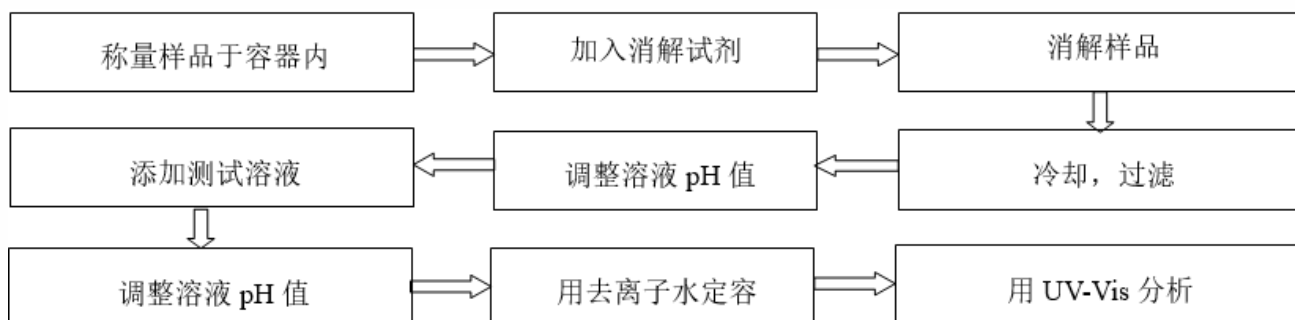 称量样品于容器内
加入消解试剂
消解样品
冷却，过滤
调整溶液 pH 值
添加测试溶液
调整溶液 pH 值
用去离子水定容
用 UV-Vis 分析